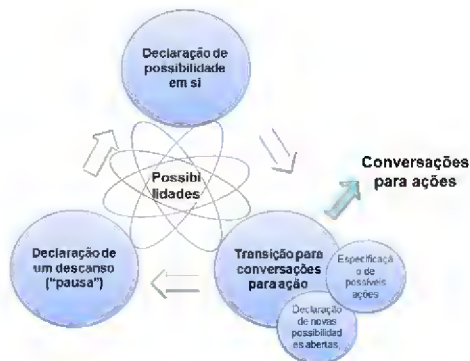 Declaração de
possibilidade
em si
Conversações
para ações
Possibi
lidades
Declaração de
um descanso
("pausa")
Transição para
conversações
para ação
Especificaçã
o de
possíveis
ações
Declaração
de novas
possibilidad
es abertas,